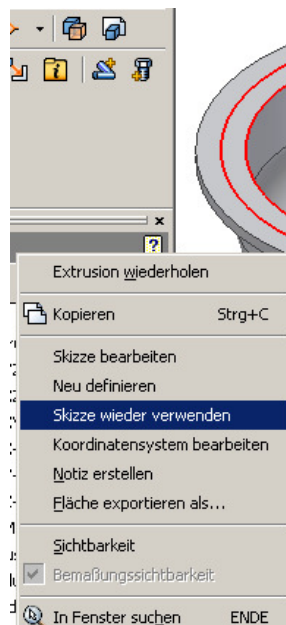 Extrusion wiederholen
Kopieren Strg+C
Skizze bearbeiten
Neu definieren
Skizze wieder verwenden
Koordinatensystem bearbeiten
Notiz erstellen
Fläche exportieren als...
Sichtbarkeit
Bemaßungssichtbarkeit
In Fenster suchen ENDE